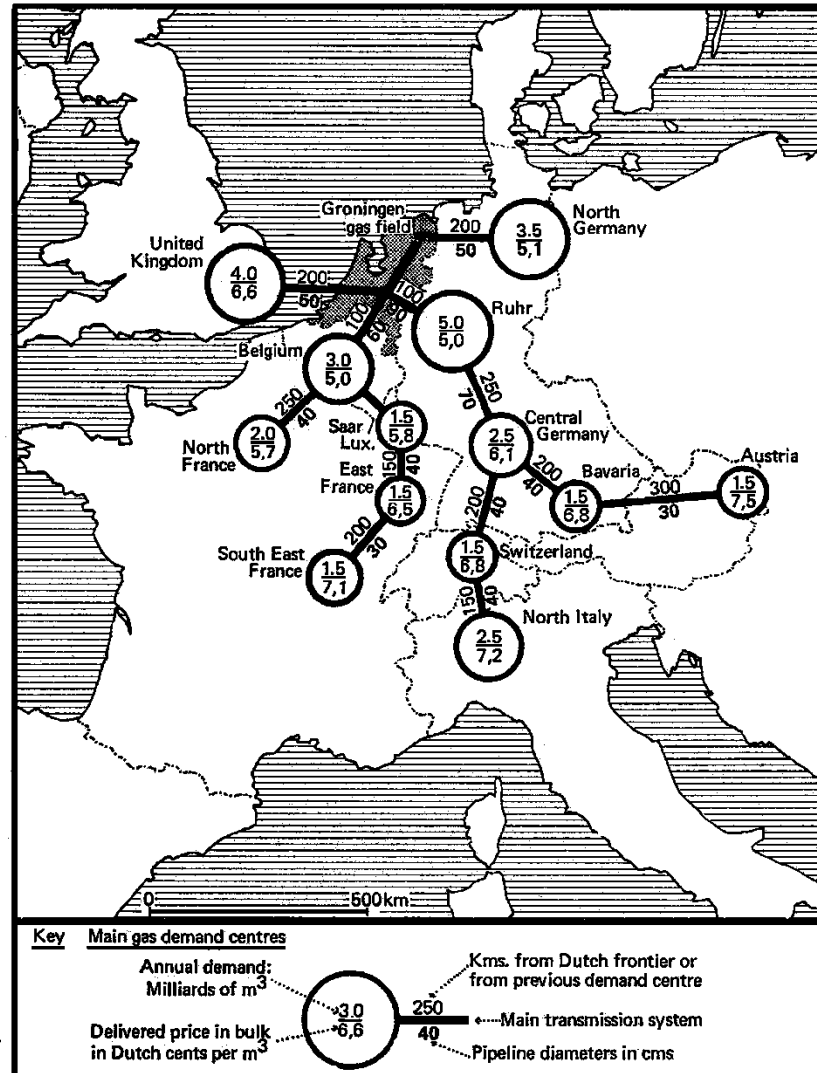 Groningen
gas field
200
50
North
Germany
3.5
5,1
United
Kingdom
4.0
6,6
200
50
100
90
Ruhr
5.0
5,0
100
60
Belgium
3.0
5,0
250
40
North
France
2.0
5,7
Saar /
Lux.
1.5
5,8
150
40
East
France
1.5
6,5
200
30
South East
France
1.5
7,1
250
70
Central
Germany
2.5
6,1
200
40
Bavaria
1.5
6,8
300
30
Austria
1.5
7,5
200
40
Switzerland
1.5
6,8
150
40
North Italy
2.5
7,2
0
500km
Key Main gas demand centres
Annual demand:
Milliards of m³
Delivered price in bulk
in Dutch cents per m³
3.0
6,6
250
40
Kms. from Dutch frontier or
from previous demand centre
Main transmission system
Pipeline diameters in cms